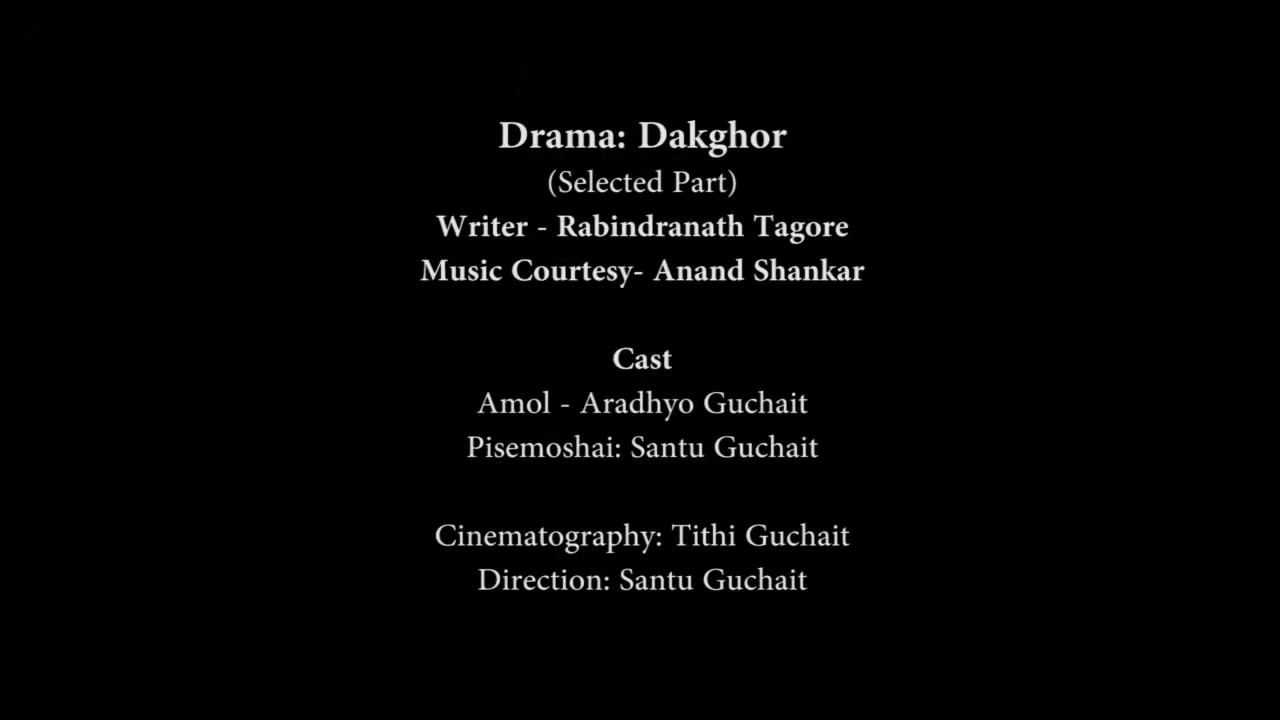 Drama: Dakghor
(Selected Part)
Writer - Rabindranath Tagore
Music Courtesy- Anand Shankar
Cast
Amol - Aradhyo Guchait
Pisemoshai: Santu Guchait
Cinematography: Tithi Guchait
Direction: Santu Guchait